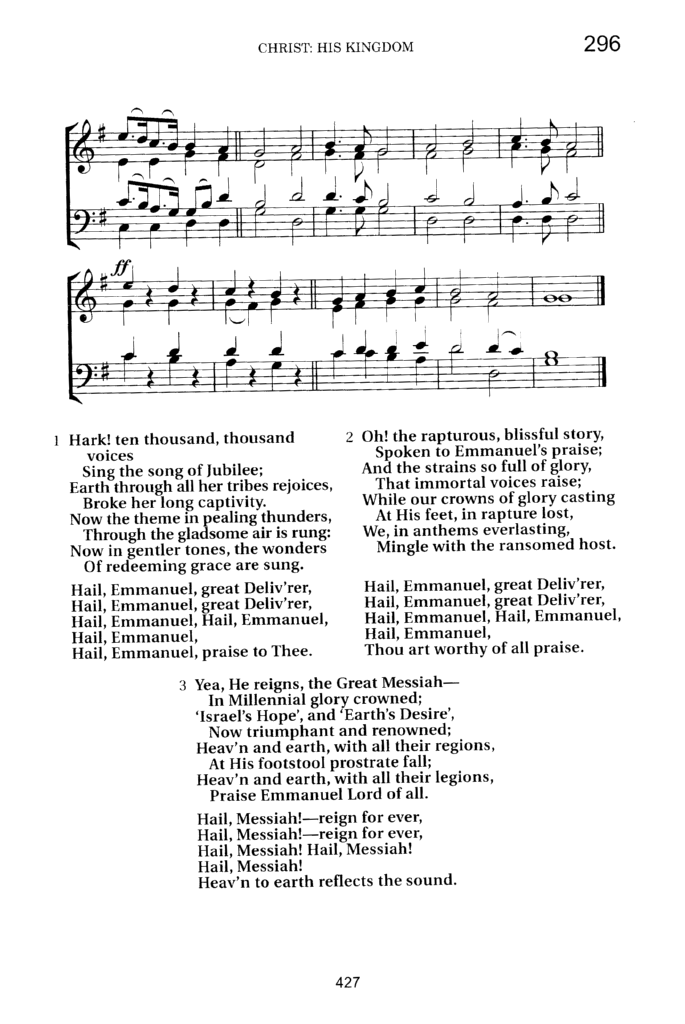 CHRIST: HIS KINGDOM
296
ff
1 Hark! ten thousand, thousand
voices
Sing the song of Jubilee;
Earth through all her tribes rejoices,
Broke her long captivity.
Now the theme in pealing thunders,
Through the gladsome air is rung:
Now in gentler tones, the wonders
Of redeeming grace are sung.
Hail, Emmanuel, great Deliv'rer,
Hail, Emmanuel, great Deliv'rer,
Hail, Emmanuel, Hail, Emmanuel,
Hail, Emmanuel,
Hail, Emmanuel, praise to Thee.
2 Oh! the rapturous, blissful story,
Spoken to Emmanuel's praise;
And the strains so full of glory,
That immortal voices raise;
While our crowns of glory casting
At His feet, in rapture lost,
We, in anthems everlasting,
Mingle with the ransomed host.
Hail, Emmanuel, great Deliv'rer,
Hail, Emmanuel, great Deliv'rer,
Hail, Emmanuel, Hail, Emmanuel,
Hail, Emmanuel,
Thou art worthy of all praise.
3 Yea, He reigns, the Great Messiah—
In Millennial glory crowned;
'Israel's Hope', and 'Earth's Desire',
Now triumphant and renowned;
Heav'n and earth, with all their regions,
At His footstool prostrate fall;
Heav'n and earth, with all their legions,
Praise Emmanuel Lord of all.
Hail, Messiah!—reign for ever,
Hail, Messiah!—reign for ever,
Hail, Messiah! Hail, Messiah!
Hail, Messiah!
Heav'n to earth reflects the sound.
427